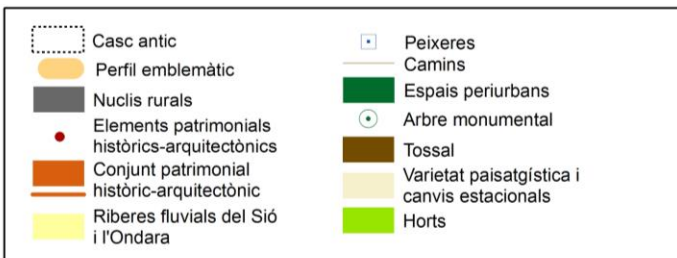 Casc antic
Perfil emblemàtic
Nuclis rurals
Elements patrimonials
històrics-arquitectònics
Conjunt patrimonial
històric-arquitectònic
Riberes fluvials del Sió
i l'Ondara
Peixeres
Camins
Espais periurbans
Arbre monumental
Tossal
Varietat paisatgística i
canvis estacionals
Horts